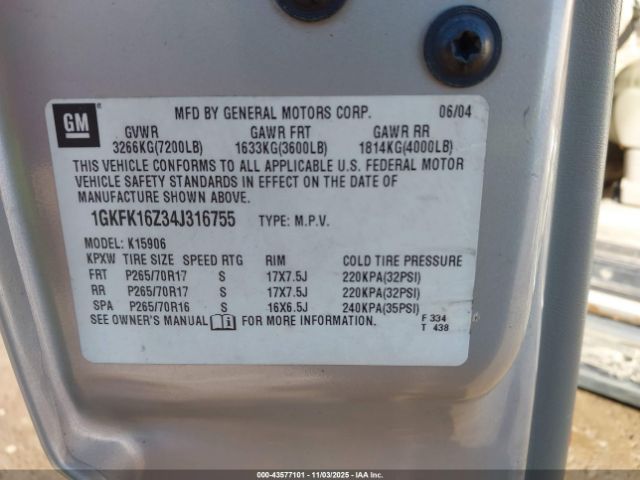 GM
MFD BY GENERAL MOTORS CORP. 06/04
GVWR GAWR FRT GAWR RR
3266KG(7200LB) 1633KG(3600LB) 1814KG(4000LB)
THIS VEHICLE CONFORMS TO ALL APPLICABLE U.S. FEDERAL MOTOR
VEHICLE SAFETY STANDARDS IN EFFECT ON THE DATE OF
MANUFACTURE SHOWN ABOVE.
1GKFK16Z34J316755 TYPE: M.P.V.
MODEL: K15906
KPXW TIRE SIZE SPEED RTG RIM COLD TIRE PRESSURE
FRT P265/70R17 S 17X7.5J 220KPA(32PSI)
RR P265/70R17 S 17X7.5J 220KPA(32PSI)
SPA P265/70R16 S 16X6.5J 240KPA(35PSI)
SEE OWNER'S MANUAL FOR MORE INFORMATION. F 334
T 438
000-43577101 - 11/03/2025 - IAA, Inc.